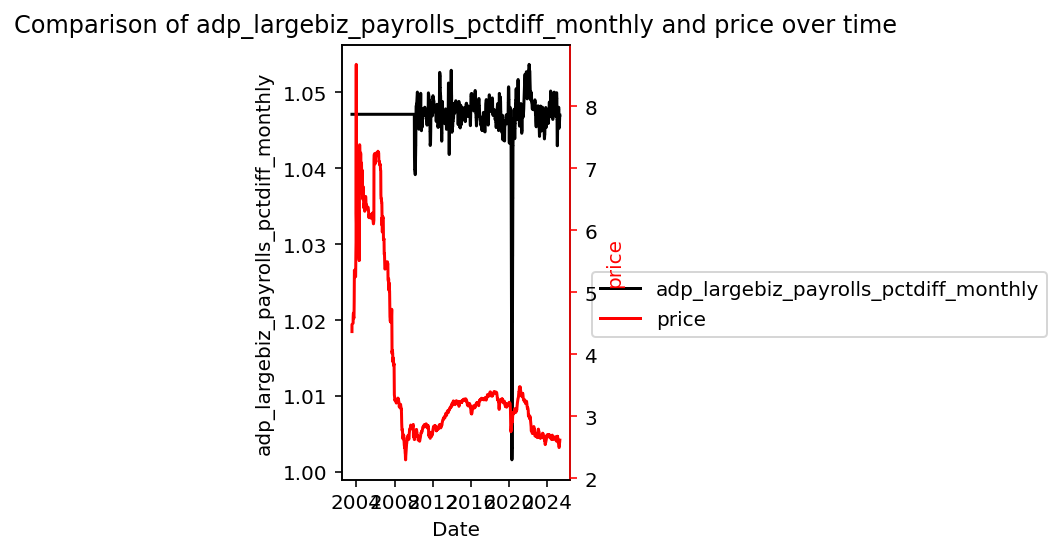 Comparison of adp_largebiz_payrolls_pctdiff_monthly and price over time
adp_largebiz_payrolls_pctdiff_monthly
1.05
1.04
1.03
1.02
1.01
1.00
8
7
6
5
4
3
2
price
adp_largebiz_payrolls_pctdiff_monthly
price
2004 2008 2012 2016 2020 2024
Date